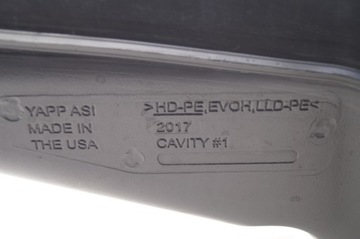 YAPP ASI
MADE IN
THE USA
>HD-PE,EVOH,LLD-PE<
2017
CAVITY #1